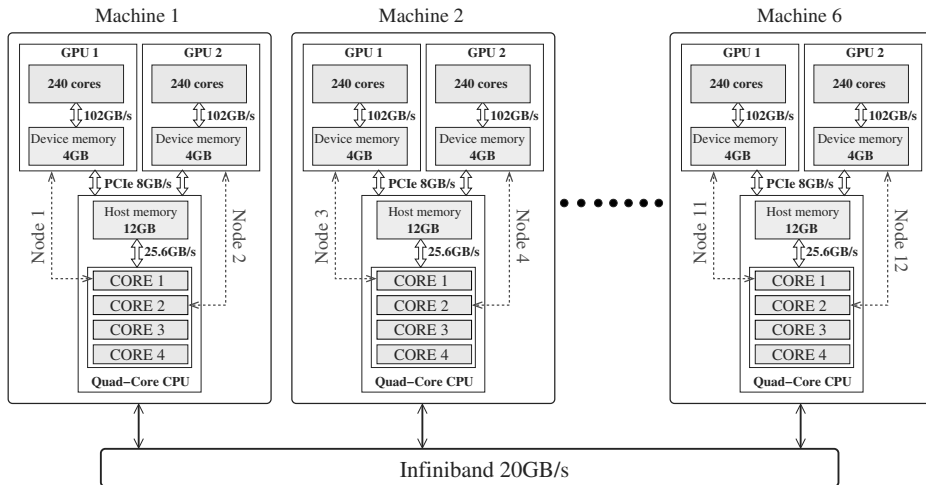 Machine 1
GPU 1
GPU 2
240 cores
240 cores
102GB/s
102GB/s
Device memory
4GB
Device memory
4GB
PCIe 8GB/s
Node 1
Node 2
Host memory
12GB
25.6GB/s
CORE 1
CORE 2
CORE 3
CORE 4
Quad-Core CPU
Machine 2
GPU 1
GPU 2
240 cores
240 cores
102GB/s
102GB/s
Device memory
4GB
Device memory
4GB
PCIe 8GB/s
Node 3
Node 4
Host memory
12GB
25.6GB/s
CORE 1
CORE 2
CORE 3
CORE 4
Quad-Core CPU
Machine 6
GPU 1
GPU 2
240 cores
240 cores
102GB/s
102GB/s
Device memory
4GB
Device memory
4GB
PCIe 8GB/s
Node 11
Node 12
Host memory
12GB
25.6GB/s
CORE 1
CORE 2
CORE 3
CORE 4
Quad-Core CPU
Infiniband 20GB/s